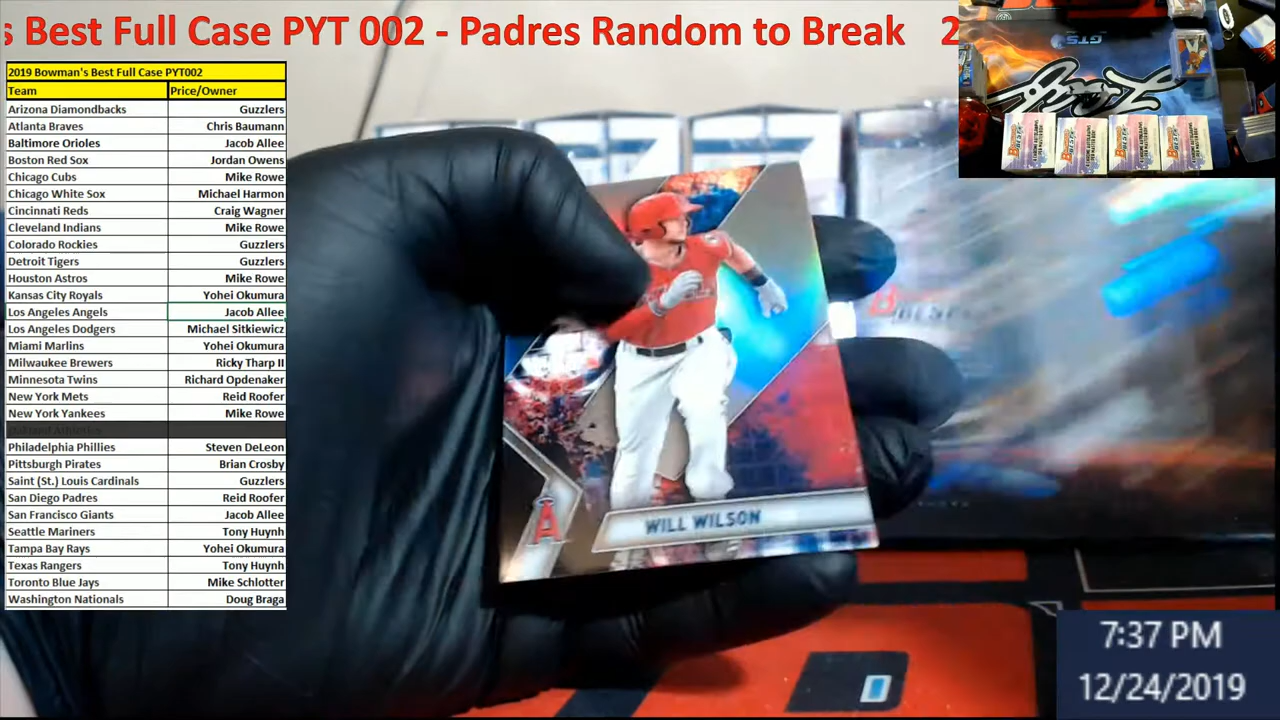 s Best Full Case PYT 002 - Padres Random to Break 2
2019 Bowman's Best Full Case PYT002
Team Price/Owner
Arizona Diamondbacks Guzzlers
Atlanta Braves Chris Baumann
Baltimore Orioles Jacob Allee
Boston Red Sox Jordan Owens
Chicago Cubs Mike Rowe
Chicago White Sox Michael Harmon
Cincinnati Reds Craig Wagner
Cleveland Indians Mike Rowe
Colorado Rockies Guzzlers
Detroit Tigers Guzzlers
Houston Astros Mike Rowe
Kansas City Royals Yohei Okumura
Los Angeles Angels Jacob Allee
Los Angeles Dodgers Michael Sitkiewicz
Miami Marlins Yohei Okumura
Milwaukee Brewers Ricky Tharp II
Minnesota Twins Richard Opdenaker
New York Mets Reid Roofer
New York Yankees Mike Rowe
Philadelphia Phillies Steven DeLeon
Pittsburgh Pirates Brian Crosby
Saint (St.) Louis Cardinals Guzzlers
San Diego Padres Reid Roofer
San Francisco Giants Jacob Allee
Seattle Mariners Tony Huynh
Tampa Bay Rays Yohei Okumura
Texas Rangers Tony Huynh
Toronto Blue Jays Mike Schlotter
Washington Nationals Doug Braga
A
WILL WILSON
GTS
7:37 PM
12/24/2019